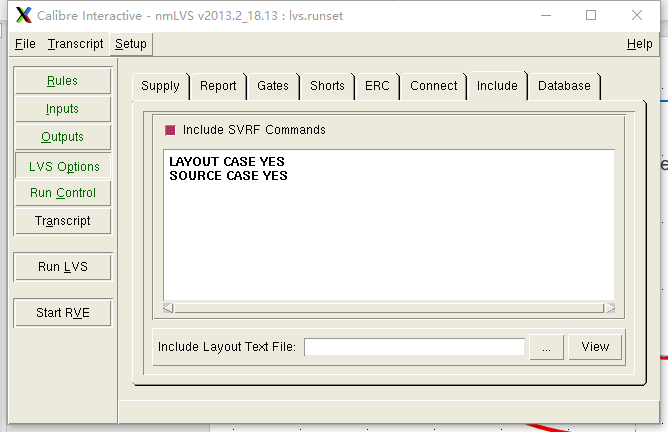 Calibre Interactive - nmLVS v2013.2_18.13 : lvs.runset
File Transcript Setup Help
Rules
Inputs
Outputs
LVS Options
Run Control
Transcript
Run LVS
Start RVE
Supply Report Gates Shorts ERC Connect Include Database
Include SVRF Commands
LAYOUT CASE YES
SOURCE CASE YES
Include Layout Text File: ... View